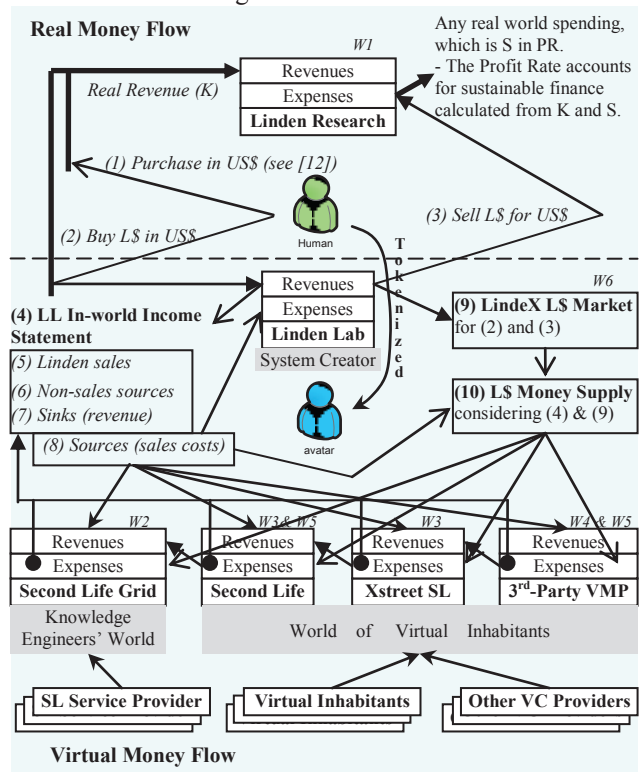 Real Money Flow
Any real world spending,
which is S in PR.
- The Profit Rate accounts
for sustainable finance
calculated from K and S.
W1
Revenues
Expenses
Linden Research
Real Revenue (K)
(1) Purchase in US$ (see [12])
(2) Buy L$ in US$
Human
(3) Sell L$ for US$
Tokenized
Revenues
Expenses
Linden Lab
System Creator
W6
(9) LindeX L$ Market
for (2) and (3)
(4) LL In-world Income
Statement
(5) Linden sales
(6) Non-sales sources
(7) Sinks (revenue)
(8) Sources (sales costs)
avatar
(10) L$ Money Supply
considering (4) & (9)
W2
Revenues
Expenses
Second Life Grid
W3 & W5
Revenues
Expenses
Second Life
W3
Revenues
Expenses
Xstreet SL
W4 & W5
Revenues
Expenses
3rd-Party VMP
Knowledge
Engineers' World
World of Virtual Inhabitants
SL Service Provider
Virtual Inhabitants
Other VC Providers
Virtual Money Flow